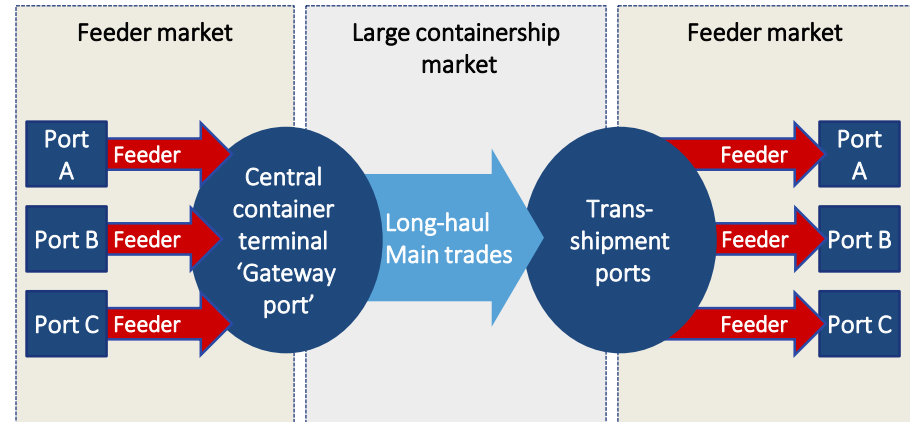 Feeder market
Large containership
market
Feeder market
Port
A
Feeder
Port B
Feeder
Port C
Feeder
Central
container
terminal
‘Gateway
port’
Long-haul
Main trades
Trans-
shipment
ports
Feeder
Port
A
Feeder
Port B
Feeder
Port C